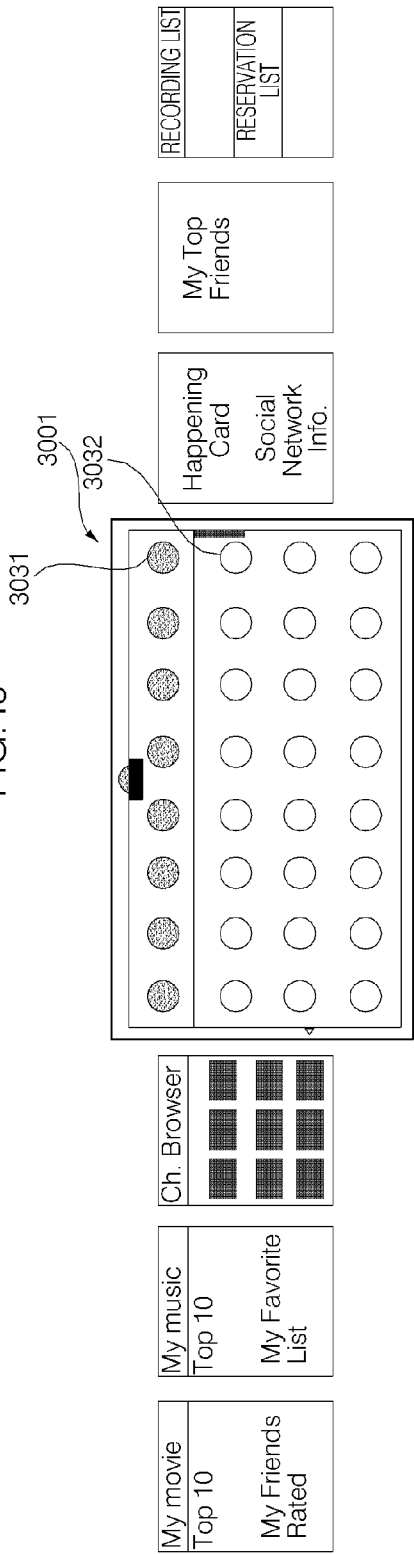 3031
3001
3032
My movie
Top 10
My Friends
Rated
My music
Top 10
My Favorite
List
Ch. Browser
Happening
Card
Social
Network
Info.
My Top
Friends
RECORDING LIST
RESERVATION
LIST